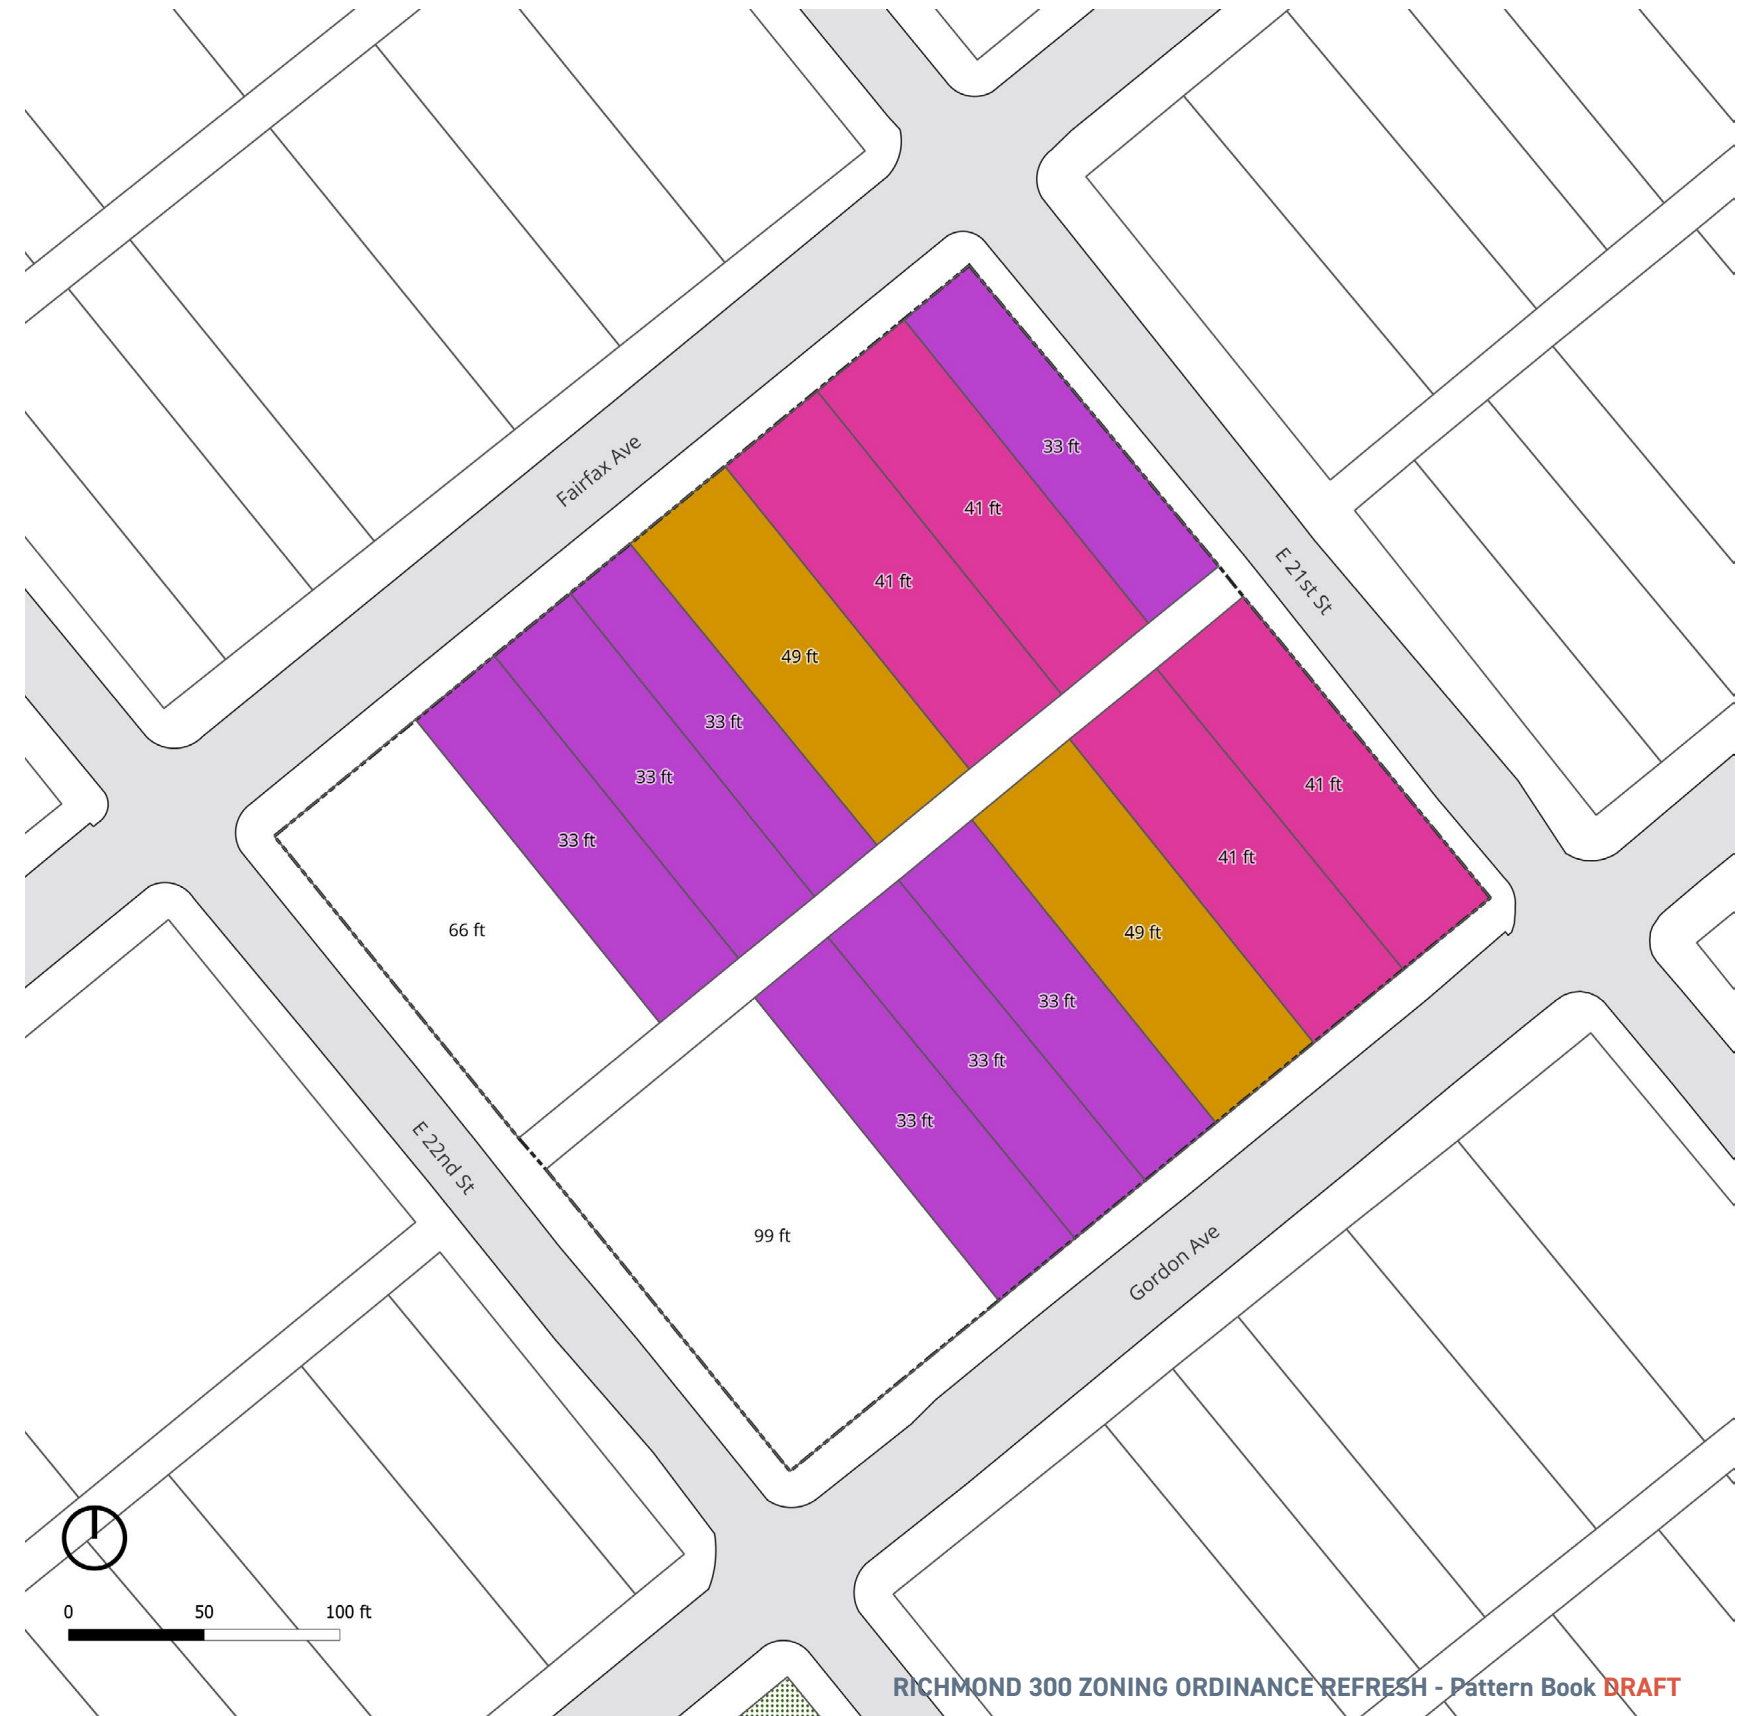 Fairfax Ave
33 ft
41 ft
41 ft
49 ft
33 ft
33 ft
33 ft
66 ft
E 21st St
41 ft
41 ft
49 ft
33 ft
33 ft
33 ft
99 ft
E 22nd St
Gordon Ave
0 50 100 ft
RICHMOND 300 ZONING ORDINANCE REFRESH - Pattern Book DRAFT